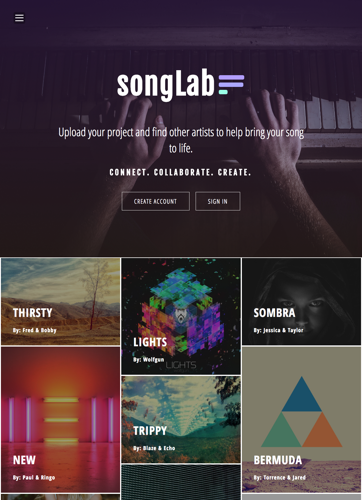 songLab
Upload your project and find other artists to help bring your song
to life.
CONNECT. COLLABORATE. CREATE.
CREATE ACCOUNT
SIGN IN
THIRSTY
By: Fred & Bobby
LIGHTS
By: Wolfgun
LIGHTS
SOMBRA
By: Jessica & Taylor
NEW
By: Paul & Ringo
TRIPPY
By: Blaze & Echo
BERMUDA
By: Torrence & Jared